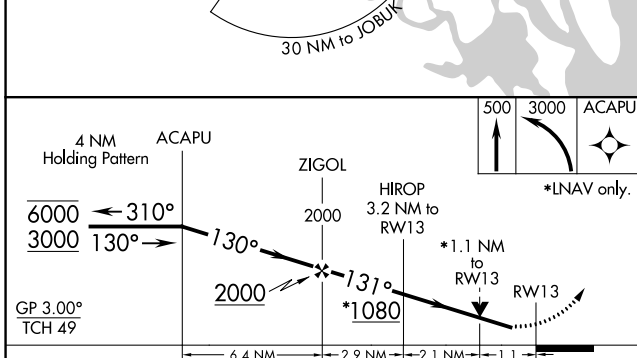 30 NM to JOBUK
500 3000 ACAPU
*LNAV only.
4 NM
Holding Pattern
ACAPU
ZIGOL
2000
HIROP
3.2 NM to
RW13
*1.1 NM
to
RW13
RW13
6000
310°
3000
130°
130°
2000
131°
*1080
GP 3.00°
TCH 49
6.4 NM 2.9 NM 2.1 NM 1.1